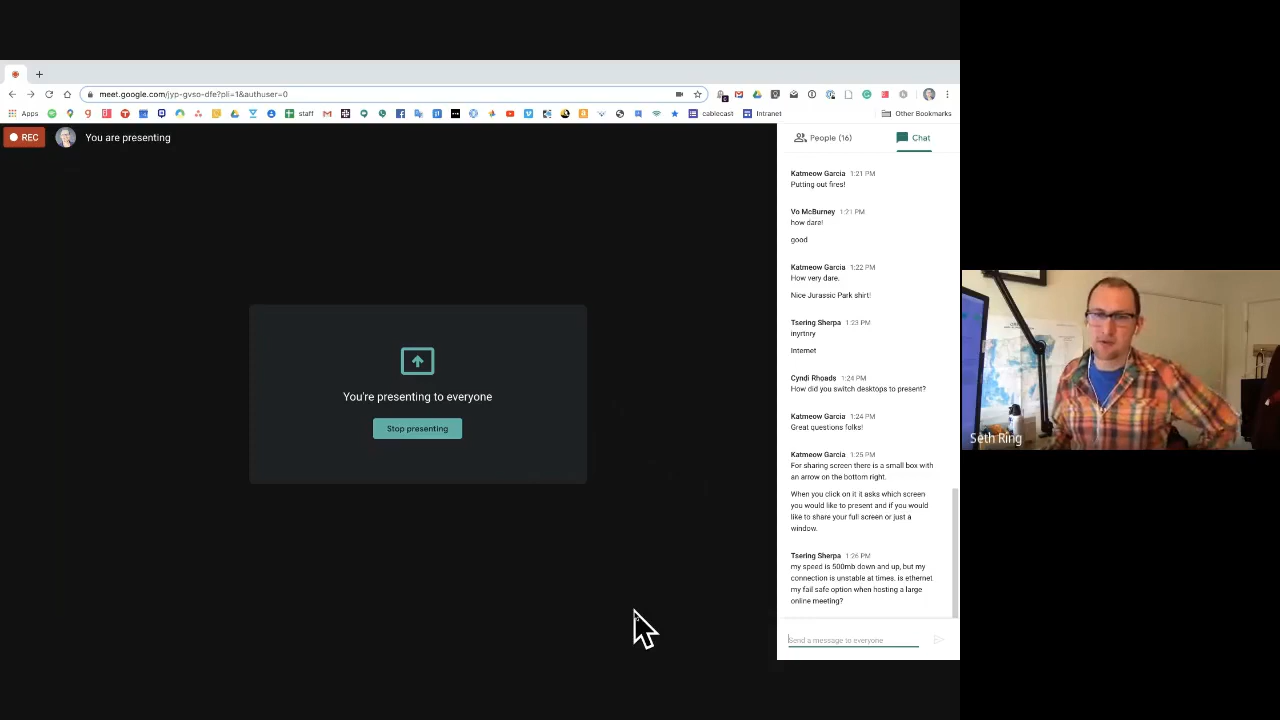 meet.google.com/jyp-gvso-dfe?pli=1&authuser=0
Apps
staff
cablecast
Intranet
Other Bookmarks
REC
You are presenting
People (16)
Chat
Katmeow Garcia 1:21 PM
Putting out fires!
Vo McBurney 1:21 PM
how dare!
good
Katmeow Garcia 1:22 PM
How very dare.
Nice Jurassic Park shirt!
Tsering Sherpa 1:23 PM
inyrtnry
Internet
Cyndi Rhoads 1:24 PM
How did you switch desktops to present?
Katmeow Garcia 1:24 PM
Great questions folks!
Katmeow Garcia 1:25 PM
For sharing screen there is a small box with
an arrow on the bottom right.
When you click on it it asks which screen
you would like to present and if you would
like to share your full screen or just a
window.
Tsering Sherpa 1:26 PM
my speed is 500mb down and up, but my
connection is unstable at times. is ethernet
my fail safe option when hosting a large
online meeting?
Send a message to everyone
You're presenting to everyone
Stop presenting
Seth Ring